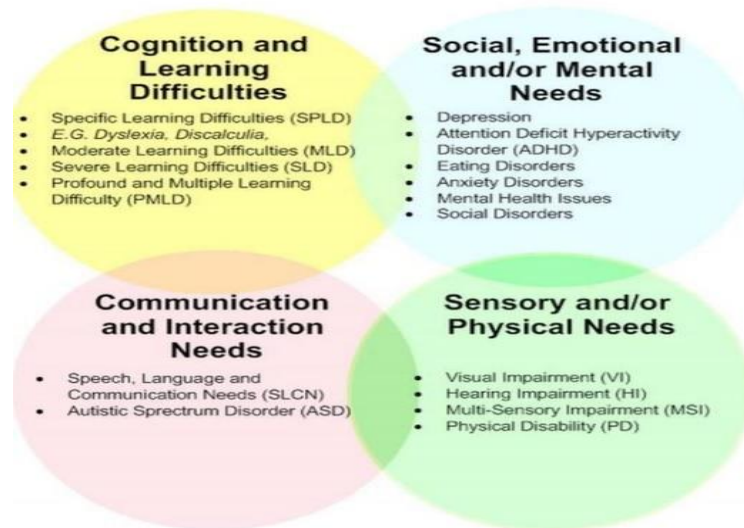 Cognition and
Learning
Difficulties
• Specific Learning Difficulties (SPLD)
• E.G. Dyslexia, Discalculia,
• Moderate Learning Difficulties (MLD)
• Severe Learning Difficulties (SLD)
• Profound and Multiple Learning
Difficulty (PMLD)
Social, Emotional
and/or Mental
Needs
• Depression
• Attention Deficit Hyperactivity
Disorder (ADHD)
• Eating Disorders
• Anxiety Disorders
• Mental Health Issues
• Social Disorders
Communication
and Interaction
Needs
• Speech, Language and
Communication Needs (SLCN)
• Autistic Sprectrum Disorder (ASD)
Sensory and/or
Physical Needs
• Visual Impairment (VI)
• Hearing Impairment (HI)
• Multi-Sensory Impairment (MSI)
• Physical Disability (PD)